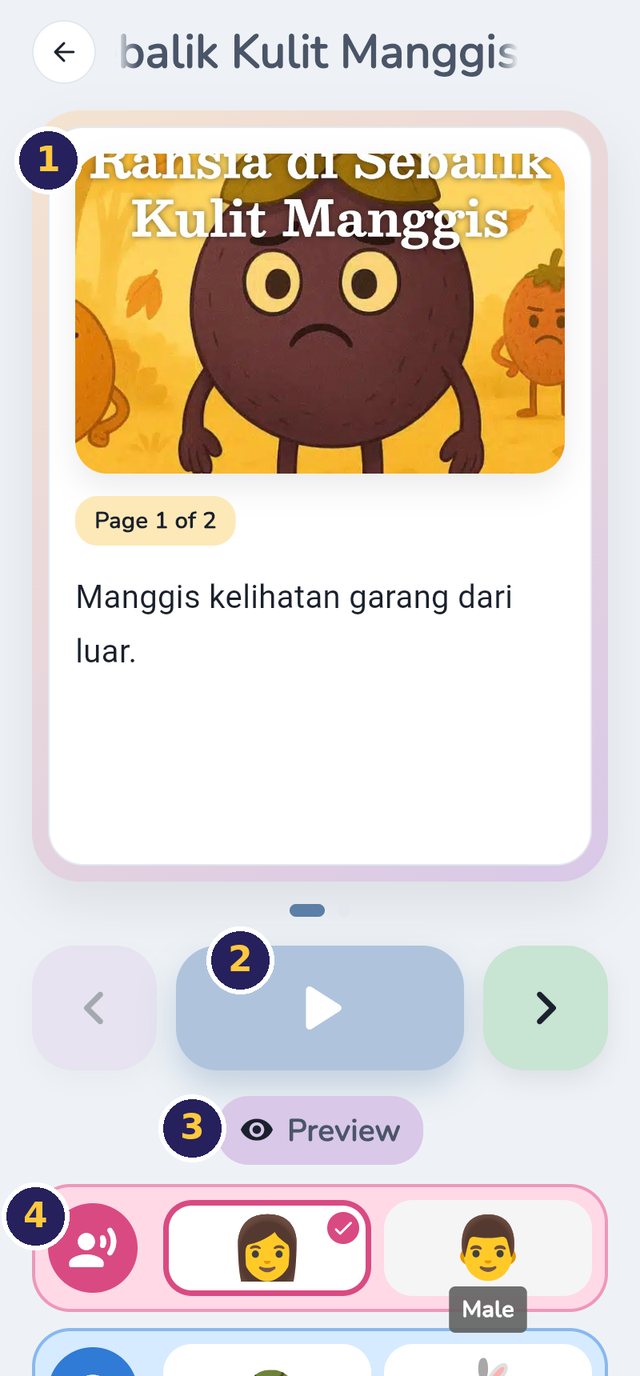 balik Kulit Manggis
1
Rahsia di Sebalik
Kulit Manggis
Page 1 of 2
Manggis kelihatan garang dari
luar.
2
3
Preview
4
Male